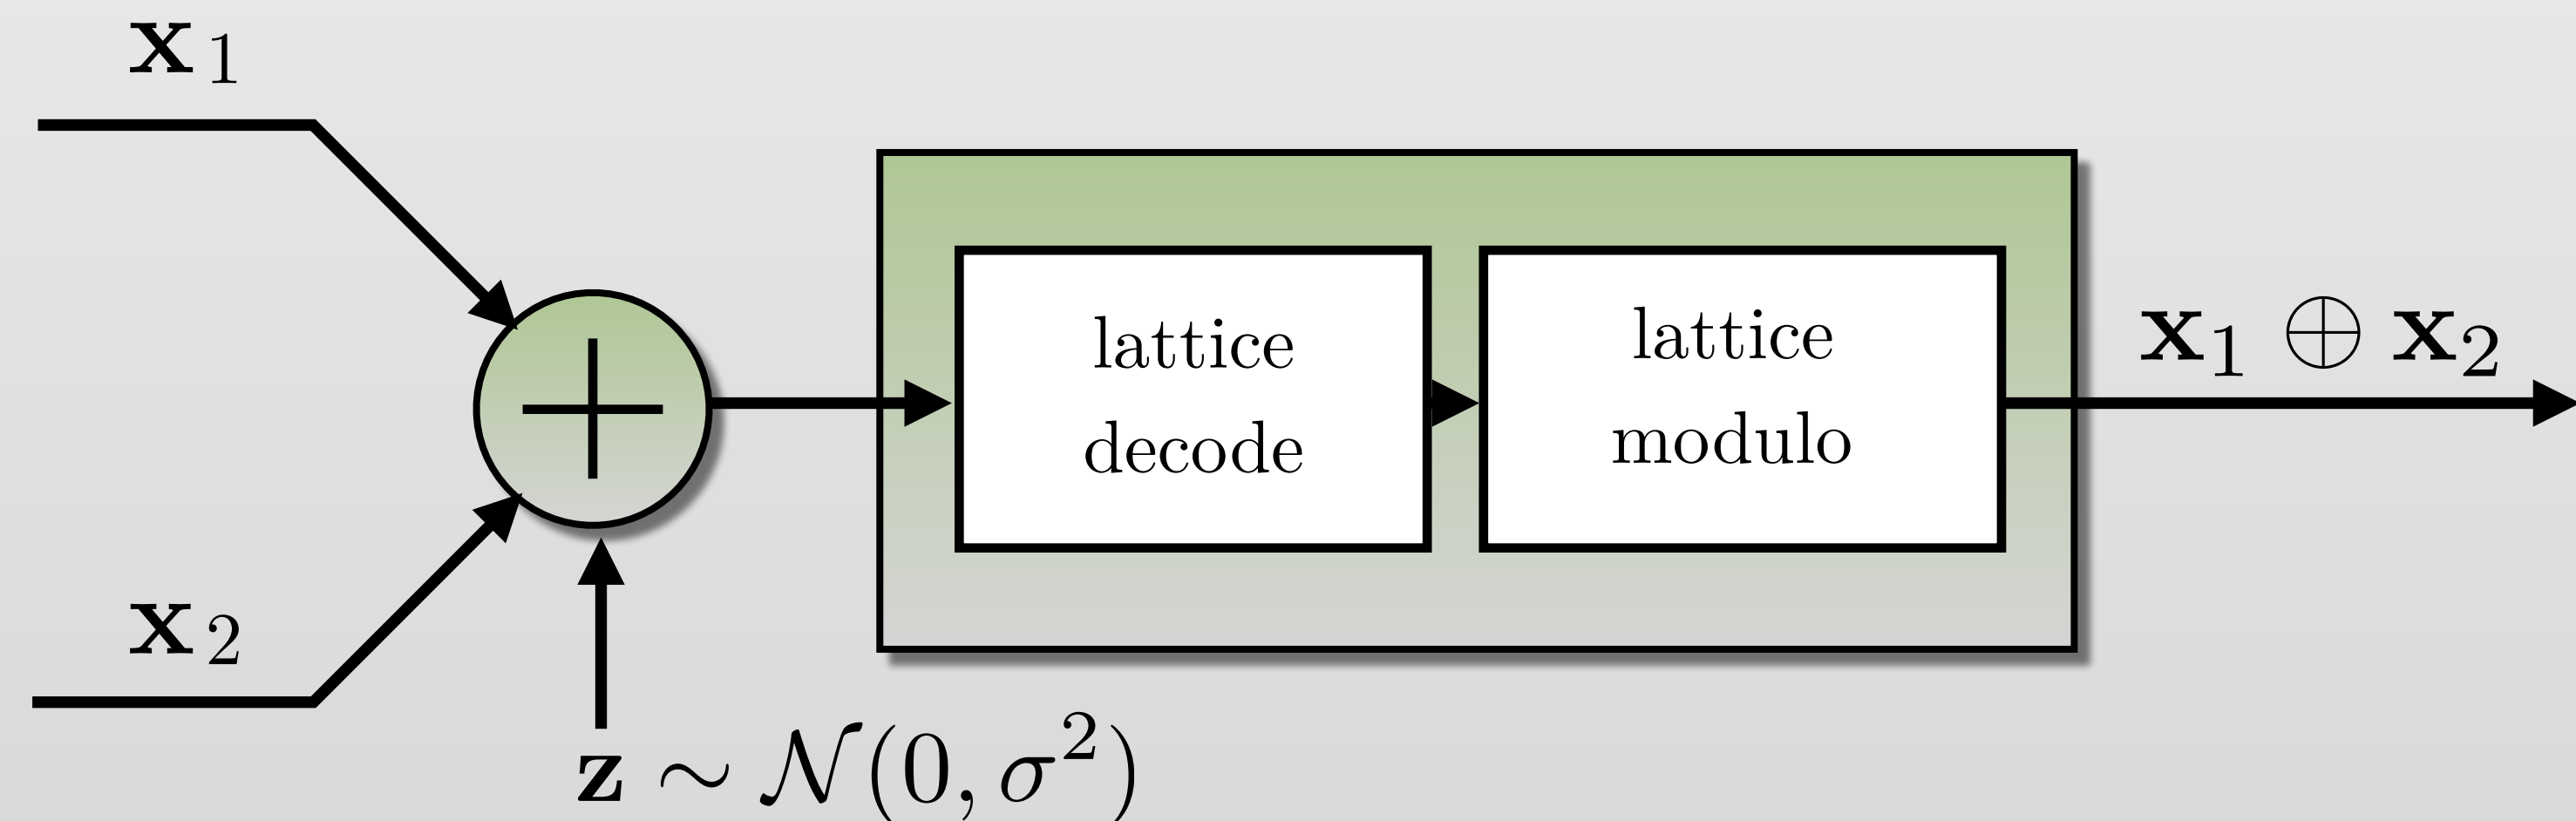 x₁
x₂
z ∼ 𝒩(0, σ²)
lattice
decode
lattice
modulo
x₁ ⊕ x₂